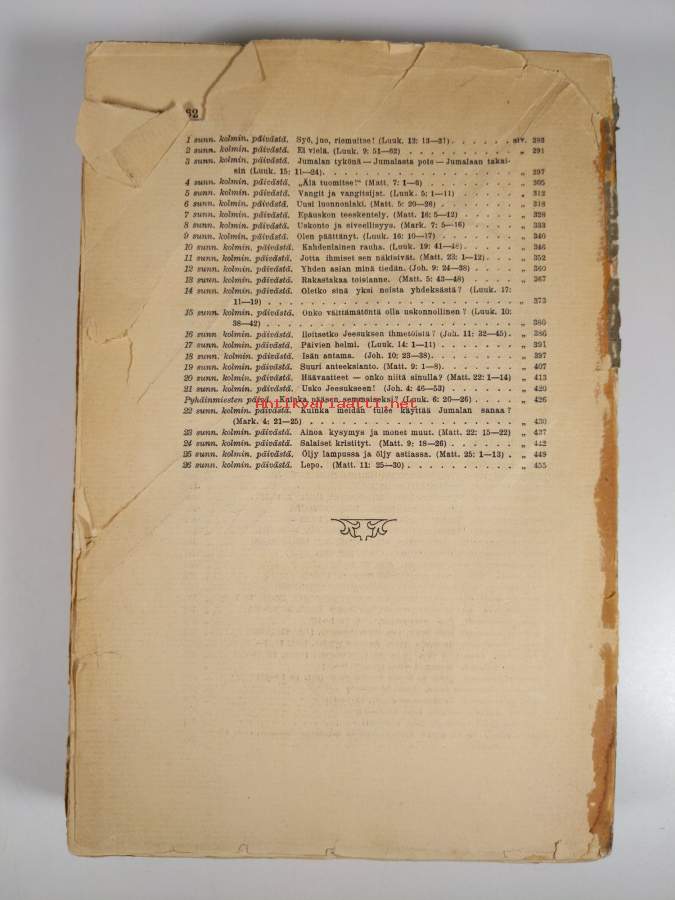 62
1 sunn. kolmin. päivästä. Syö, juo, riemuitse! (Luuk. 12: 13—21). . . . . . . . . siv. 283
2 sunn. kolmin. päivästä. Ei vielä. (Luuk. 9: 51—62) . . . . . . . . . . „ 291
3 sunn. kolmin. päivästä. Jumalan tykönä — Jumalasta pois — Jumalaan takai-
sin (Luuk. 15: 11—24). . . . . . . . . . . . . . . . . . „ 297
4 sunn. kolmin. päivästä. „Älä tuomitse!" (Matt. 7: 1—6) . . . . . . . . „ 305
5 sunn. kolmin. päivästä. Vangit ja vangitsijat. (Luuk. 5: 1—11) . . . . . . „ 312
6 sunn. kolmin. päivästä. Uusi luonnonlaki. (Matt. 5: 20—26) . . . . . . . „ 318
7 sunn. kolmin. päivästä. Epäuskon teeskentely. (Matt. 16: 5—12) . . . . . „ 328
8 sunn. kolmin. päivästä. Uskonto ja siveellisyys. (Mark. 7: 5—16) . . . . . „ 333
9 sunn. kolmin. päivästä. Olen päättänyt. (Luuk. 16: 10—17) . . . . . . . „ 340
10 sunn. kolmin. päivästä. Kahdenlainen rauha. (Luuk. 19: 41—48). . . . . . „ 346
11 sunn. kolmin. päivästä. Jotta ihmiset sen näkisivät. (Matt. 23: 1—12). . . . „ 352
12 sunn. kolmin. päivästä. Yhden asian minä tiedän. (Joh. 9: 24—38) . . . . . „ 360
13 sunn. kolmin. päivästä. Rakastakaa toisianne. (Matt. 5: 43—48) . . . . . „ 367
14 sunn. kolmin. päivästä. Oletko sinä yksi noista yhdeksästä? (Luuk. 17:
11—19) . . . . . . . . . . . . . . . . . . . . . . „ 373
15 sunn. kolmin. päivästä. Onko välttämätöntä olla uskonnollinen? (Luuk. 10:
38—42) . . . . . . . . . . . . . . . . . . . . . . „ 380
16 sunn. kolmin. päivästä. Iloitsetko Jeesuksen ihmetöistä? (Joh. 11: 32—45) . „ 386
17 sunn. kolmin. päivästä. Päivien helmi. (Luuk. 14: 1—11) . . . . . . . . „ 391
18 sunn. kolmin. päivästä. Isän antama. (Joh. 10: 23—38). . . . . . . . . „ 397
19 sunn. kolmin. päivästä. Suuri anteeksianto. (Matt. 9: 1—8). . . . . . . „ 407
20 sunn. kolmin. päivästä. Häävaatteet — onko niitä sinulla? (Matt. 22: 1—14) „ 413
21 sunn. kolmin. päivästä. Usko Jeesukseen! (Joh. 4: 46—53) . . . . . . . „ 420
Pyhäinmiesten päivä. Kuinka pääsen semmoiseksi? (Luuk. 6: 20—26) . . . . „ 426
Antikvariaatti.net
22 sunn. kolmin. päivästä. Kuinka meidän tulee käyttää Jumalan sanaa?
(Mark. 4: 21—25) . . . . . . . . . . . . . . . . . . „ 430
23 sunn. kolmin. päivästä. Ainoa kysymys ja monet muut. (Matt. 22: 15—22) „ 437
24 sunn. kolmin. päivästä. Salaiset kristityt. (Matt. 9: 18—26) . . . . . . . „ 442
25 sunn. kolmin. päivästä. Öljy lampussa ja öljy astiassa. (Matt. 25: 1—13) . „ 449
26 sunn. kolmin. päivästä. Lepo. (Matt. 11: 25—30) . . . . . . . . . . . „ 455